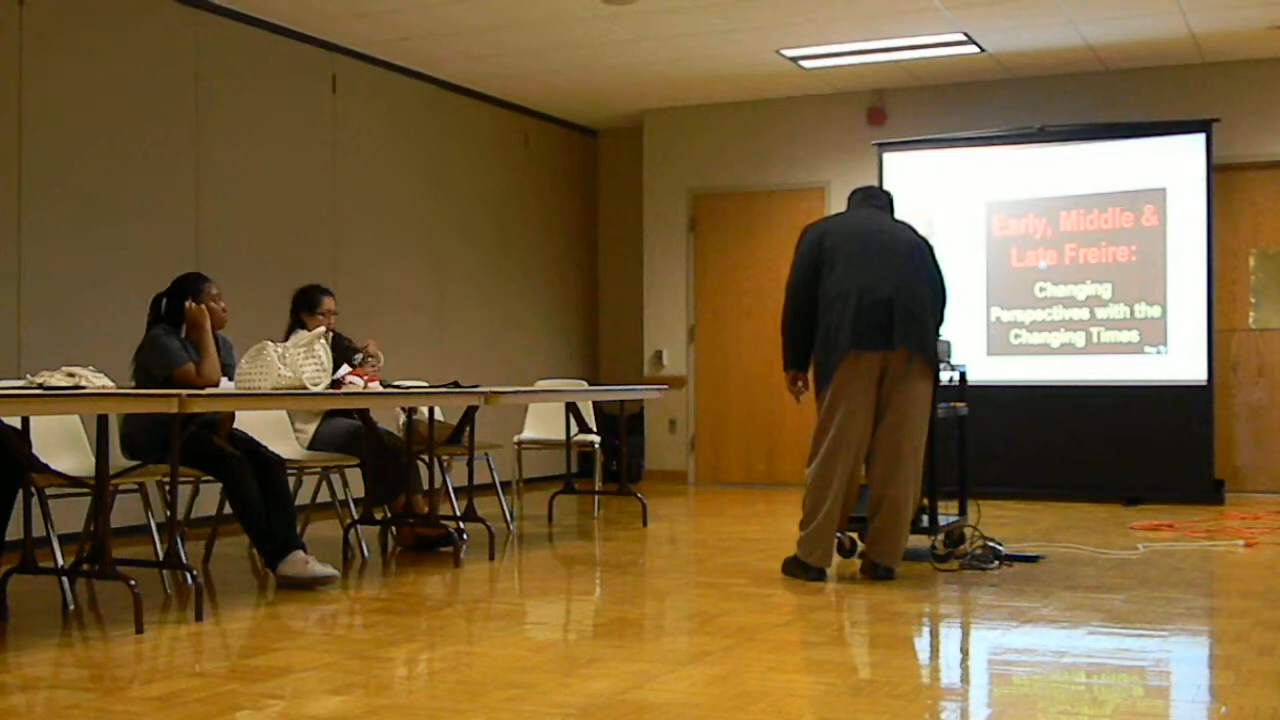 Early, Middle &
Late Freire:
Changing
Perspectives with the
Changing Times